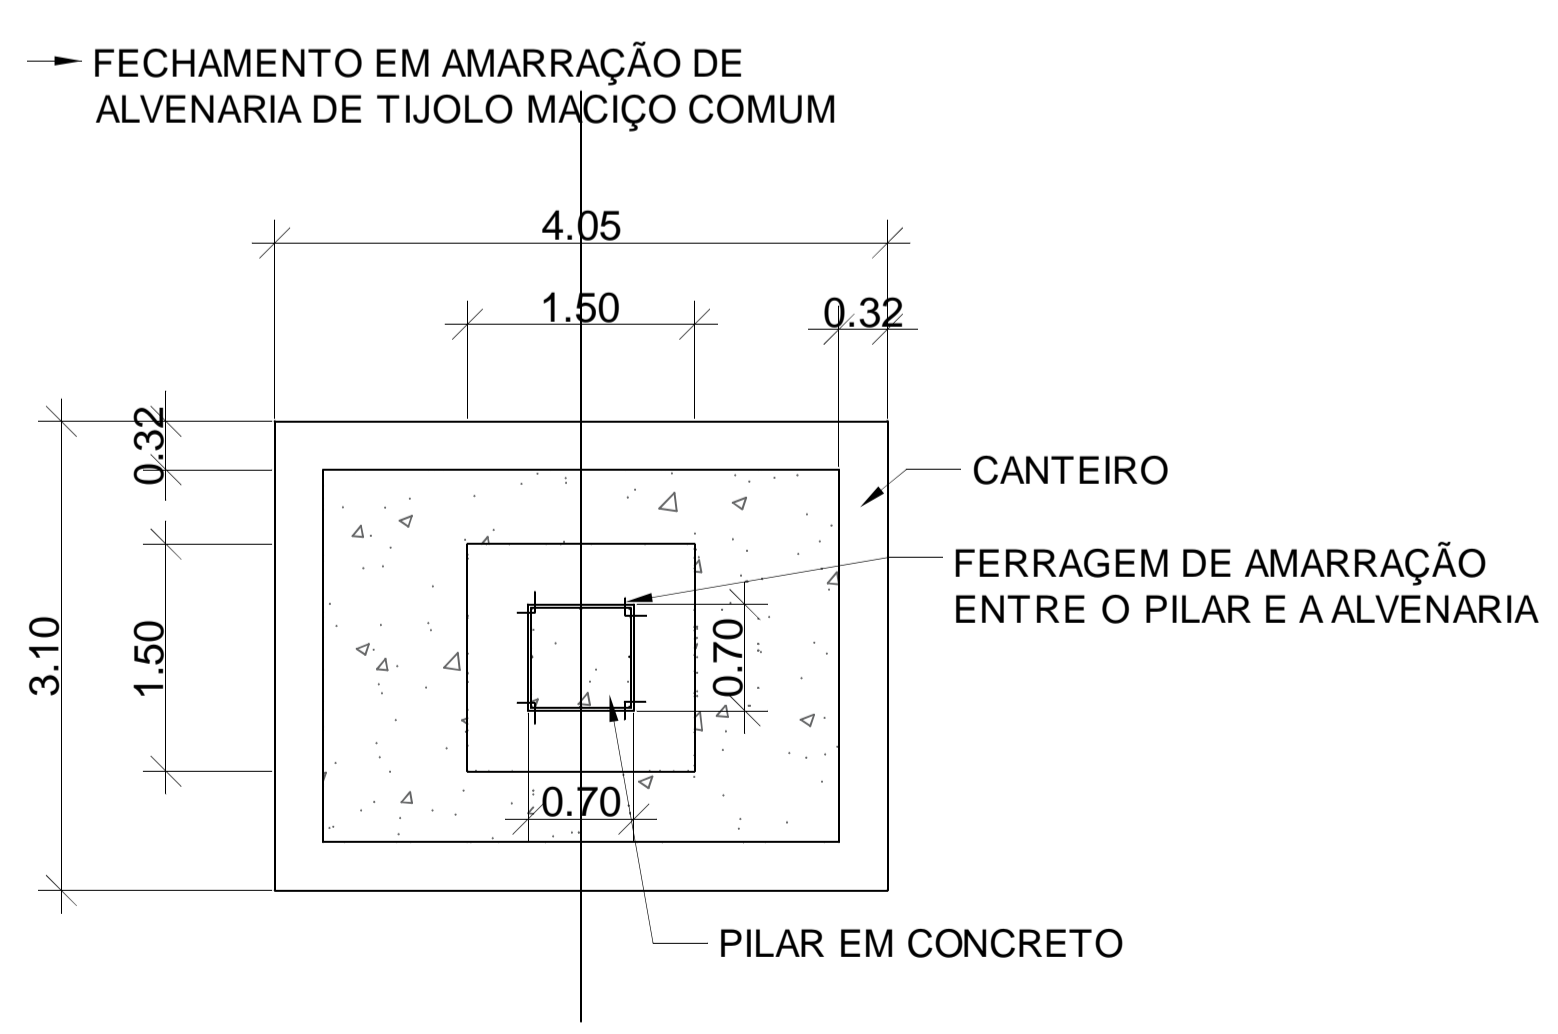 FECHAMENTO EM AMARRAÇÃO DE
ALVENARIA DE TIJOLO MACIÇO COMUM
4.05
1.50
0.32
0.32
CANTEIRO
FERRAGEM DE AMARRAÇÃO
ENTRE O PILAR E A ALVENARIA
3.10
1.50
0.70
0.70
PILAR EM CONCRETO